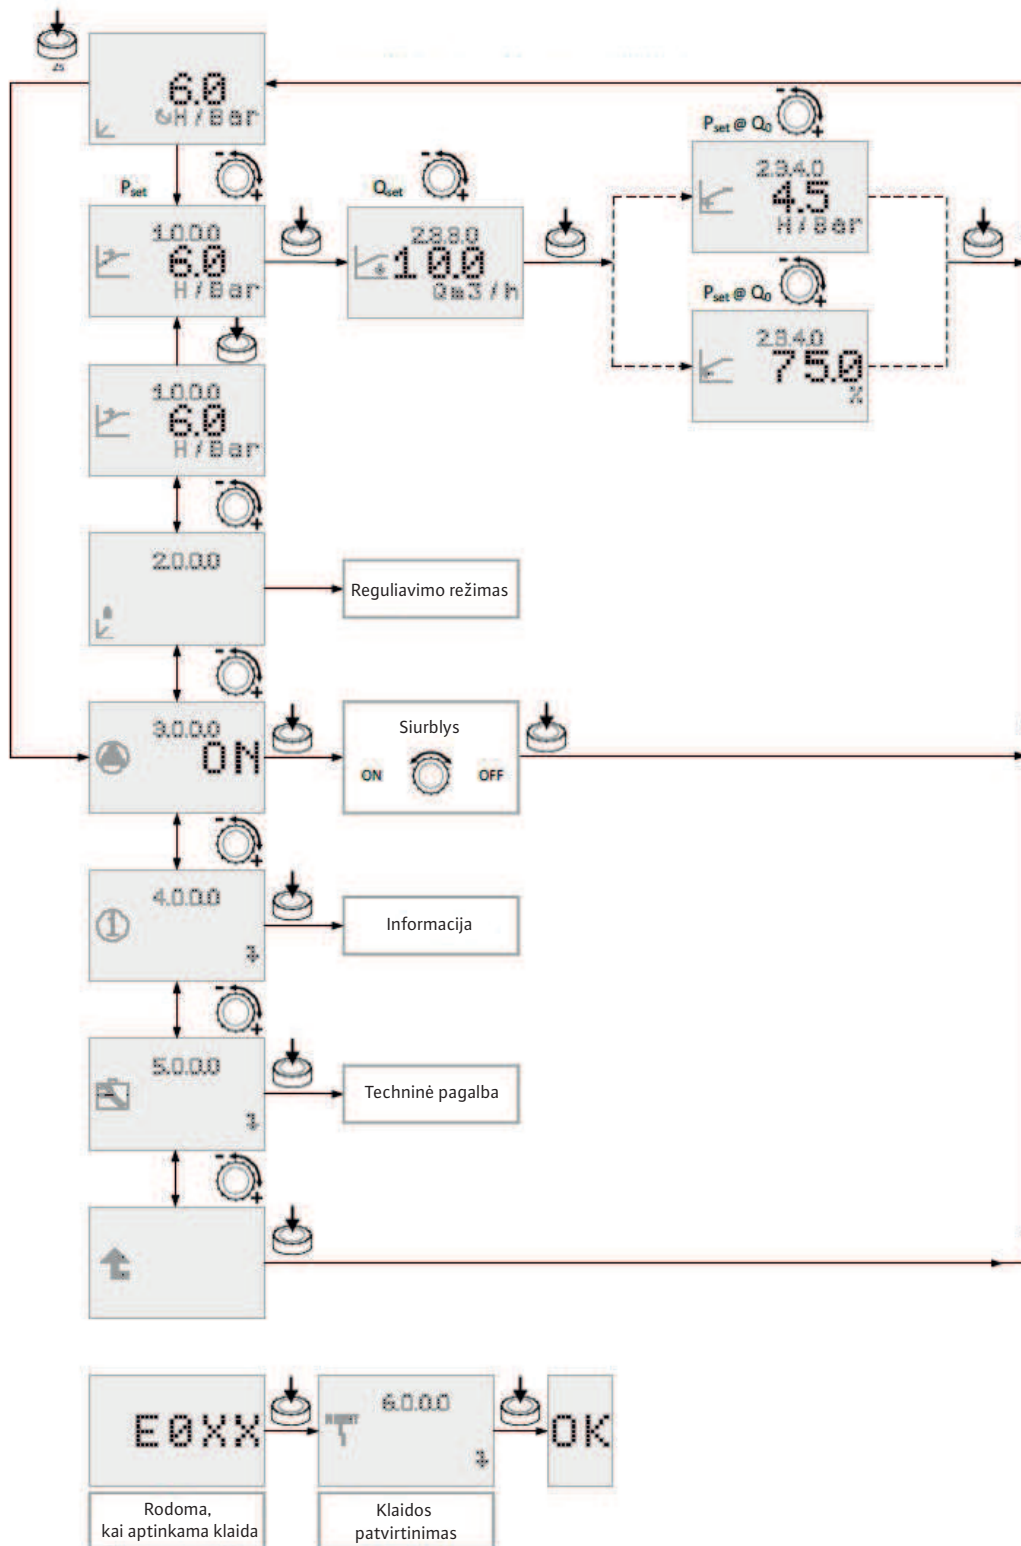 2s
6.0
H/Bar
Pset
1.0.0.0
6.0
H/Bar
Qset
2.3.3.0
10.0
Qm3/h
Pset @ Q0
2.3.4.0
4.5
H/Bar
Pset @ Q0
2.3.4.0
75.0
%
1.0.0.0
6.0
H/Bar
2.0.0.0
Reguliavimo režimas
3.0.0.0
ON
Siurblys
ON
OFF
4.0.0.0
Informacija
5.0.0.0
Techninė pagalba
E0XX
6.0.0.0
OK
Rodoma,
kai aptinkama klaida
Klaidos
patvirtinimas